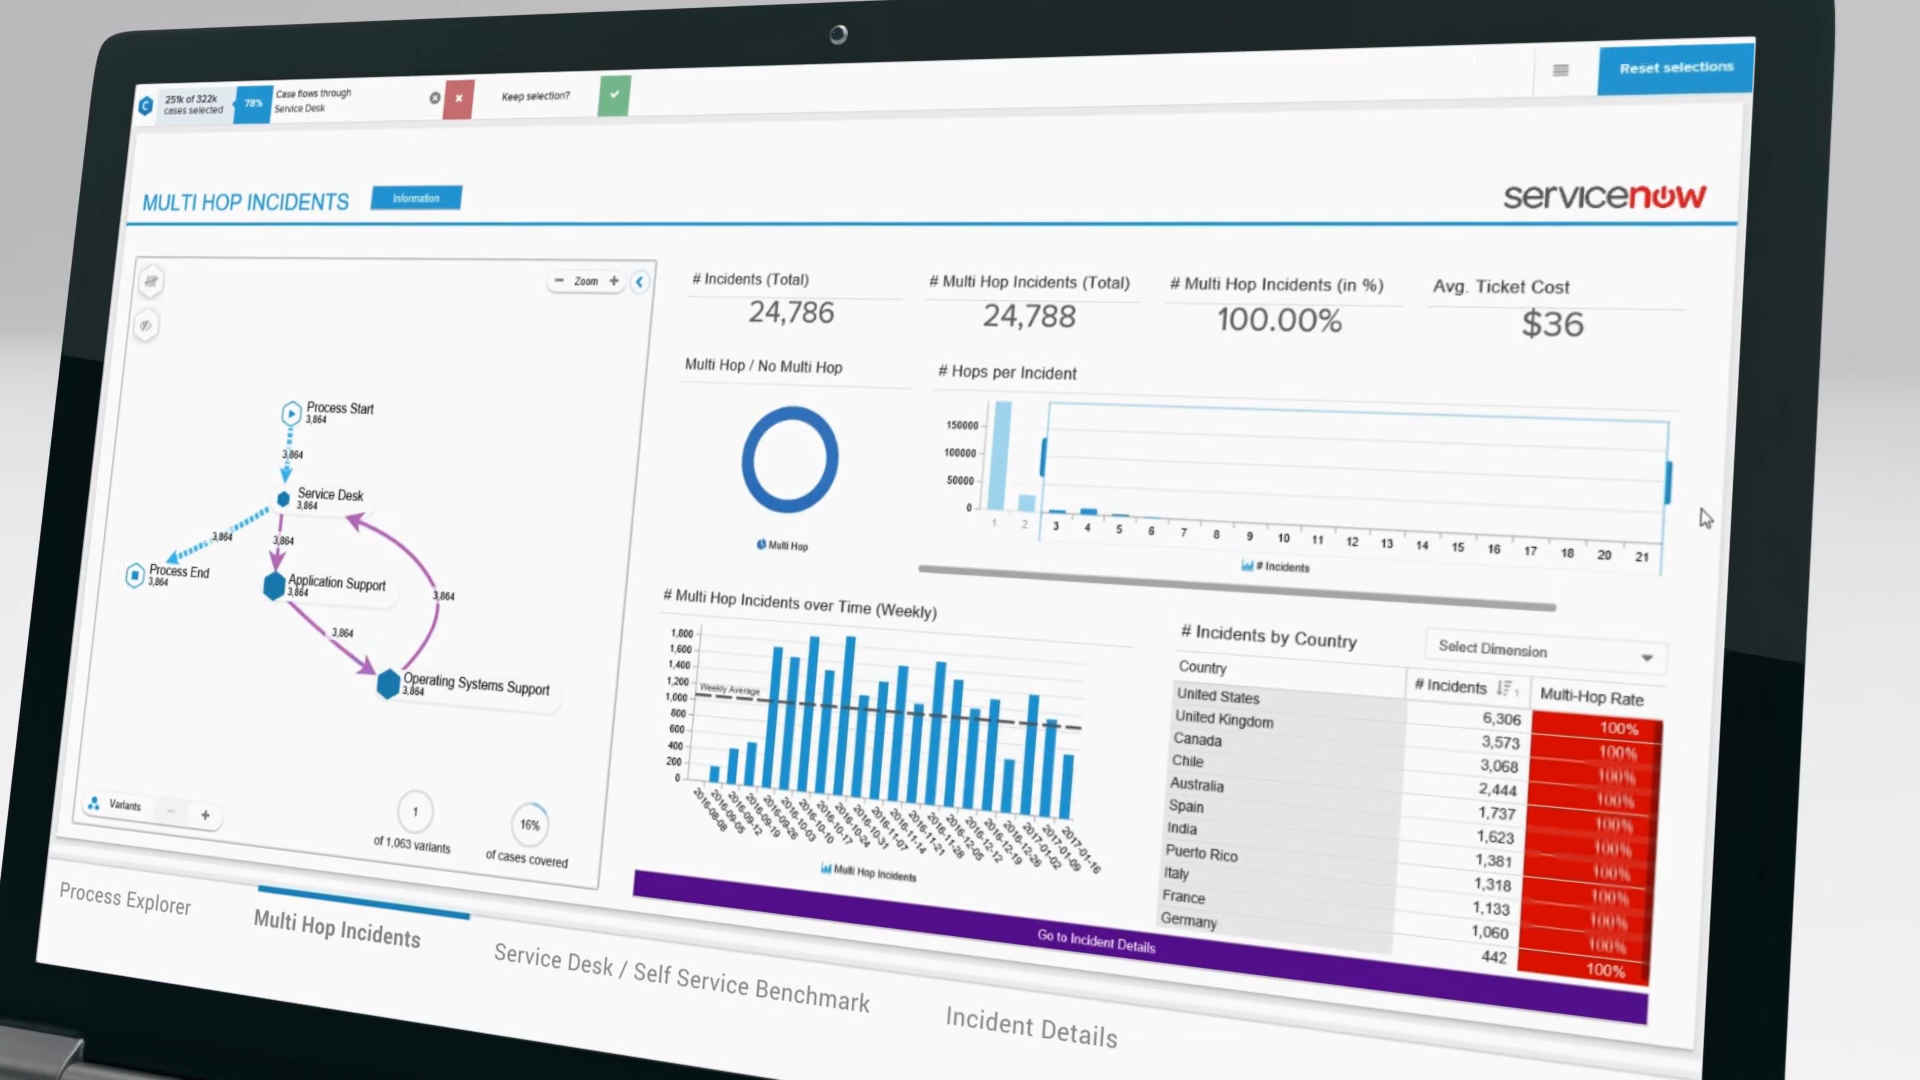 251k of 322k
cases selected
78%
Case flows through
Service Desk
Keep selection?
Reset selections
MULTI HOP INCIDENTS
Information
servicenow
Zoom
# Incidents (Total)
24,786
# Multi Hop Incidents (Total)
24,788
# Multi Hop Incidents (in %)
100.00%
Avg. Ticket Cost
$36
Process Start
3,864
3,864
Service Desk
3,864
3,864
3,864
Process End
3,864
Application Support
3,864
3,864
3,864
Operating Systems Support
3,864
Variants
1
of 1,063 variants
16%
of cases covered
Multi Hop / No Multi Hop
Multi Hop
# Hops per Incident
150000
100000
50000
0
1 2 3 4 5 6 7 8 9 10 11 12 13 14 15 16 17 18 20 21
# Incidents
# Multi Hop Incidents over Time (Weekly)
1,800
1,600
1,400
1,200
1,000
800
600
400
200
0
Weekly Average
2016-08-08
2016-09-05
2016-09-12
2016-09-19
2016-09-26
2016-10-03
2016-10-10
2016-10-17
2016-10-24
2016-10-31
2016-11-07
2016-11-14
2016-11-21
2016-11-28
2016-12-05
2016-12-12
2016-12-19
2016-12-26
2017-01-02
2017-01-09
2017-01-16
Multi Hop Incidents
# Incidents by Country
Select Dimension
Country # Incidents 1 Multi-Hop Rate
United States 6,306 100%
United Kingdom 3,573 100%
Canada 3,068 100%
Chile 2,444 100%
Australia 1,737 100%
Spain 1,623 100%
India 1,381 100%
Puerto Rico 1,318 100%
Italy 1,133 100%
France 1,060 100%
Germany 442 100%
Go to Incident Details
Process Explorer
Multi Hop Incidents
Service Desk / Self Service Benchmark
Incident Details